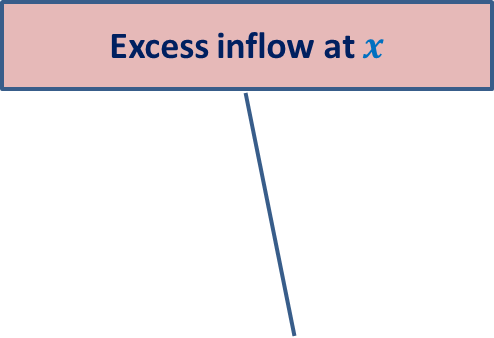 Excess inflow at 𝒙